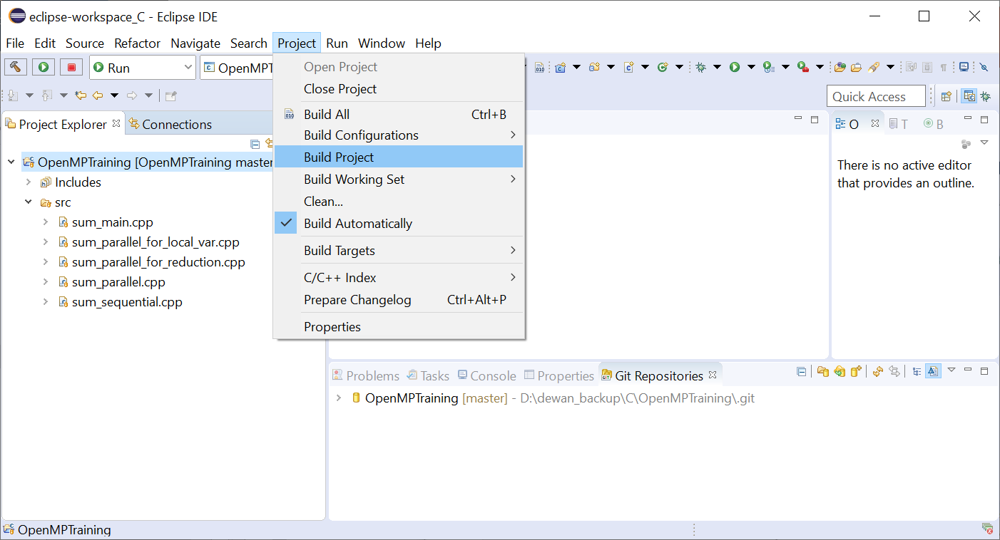 eclipse-workspace_C - Eclipse IDE
File Edit Source Refactor Navigate Search Project Run Window Help
Run
OpenMPT
Quick Access
Project Explorer
Connections
OpenMPTraining [OpenMPTraining master
Includes
src
sum_main.cpp
sum_parallel_for_local_var.cpp
sum_parallel_for_reduction.cpp
sum_parallel.cpp
sum_sequential.cpp
Open Project
Close Project
Build All Ctrl+B
Build Configurations
Build Project
Build Working Set
Clean...
Build Automatically
Build Targets
C/C++ Index
Prepare Changelog Ctrl+Alt+P
Properties
O T B
There is no active editor
that provides an outline.
Problems Tasks Console Properties Git Repositories
OpenMPTraining [master] - D:\dewan_backup\C\OpenMPTraining\.git
OpenMPTraining